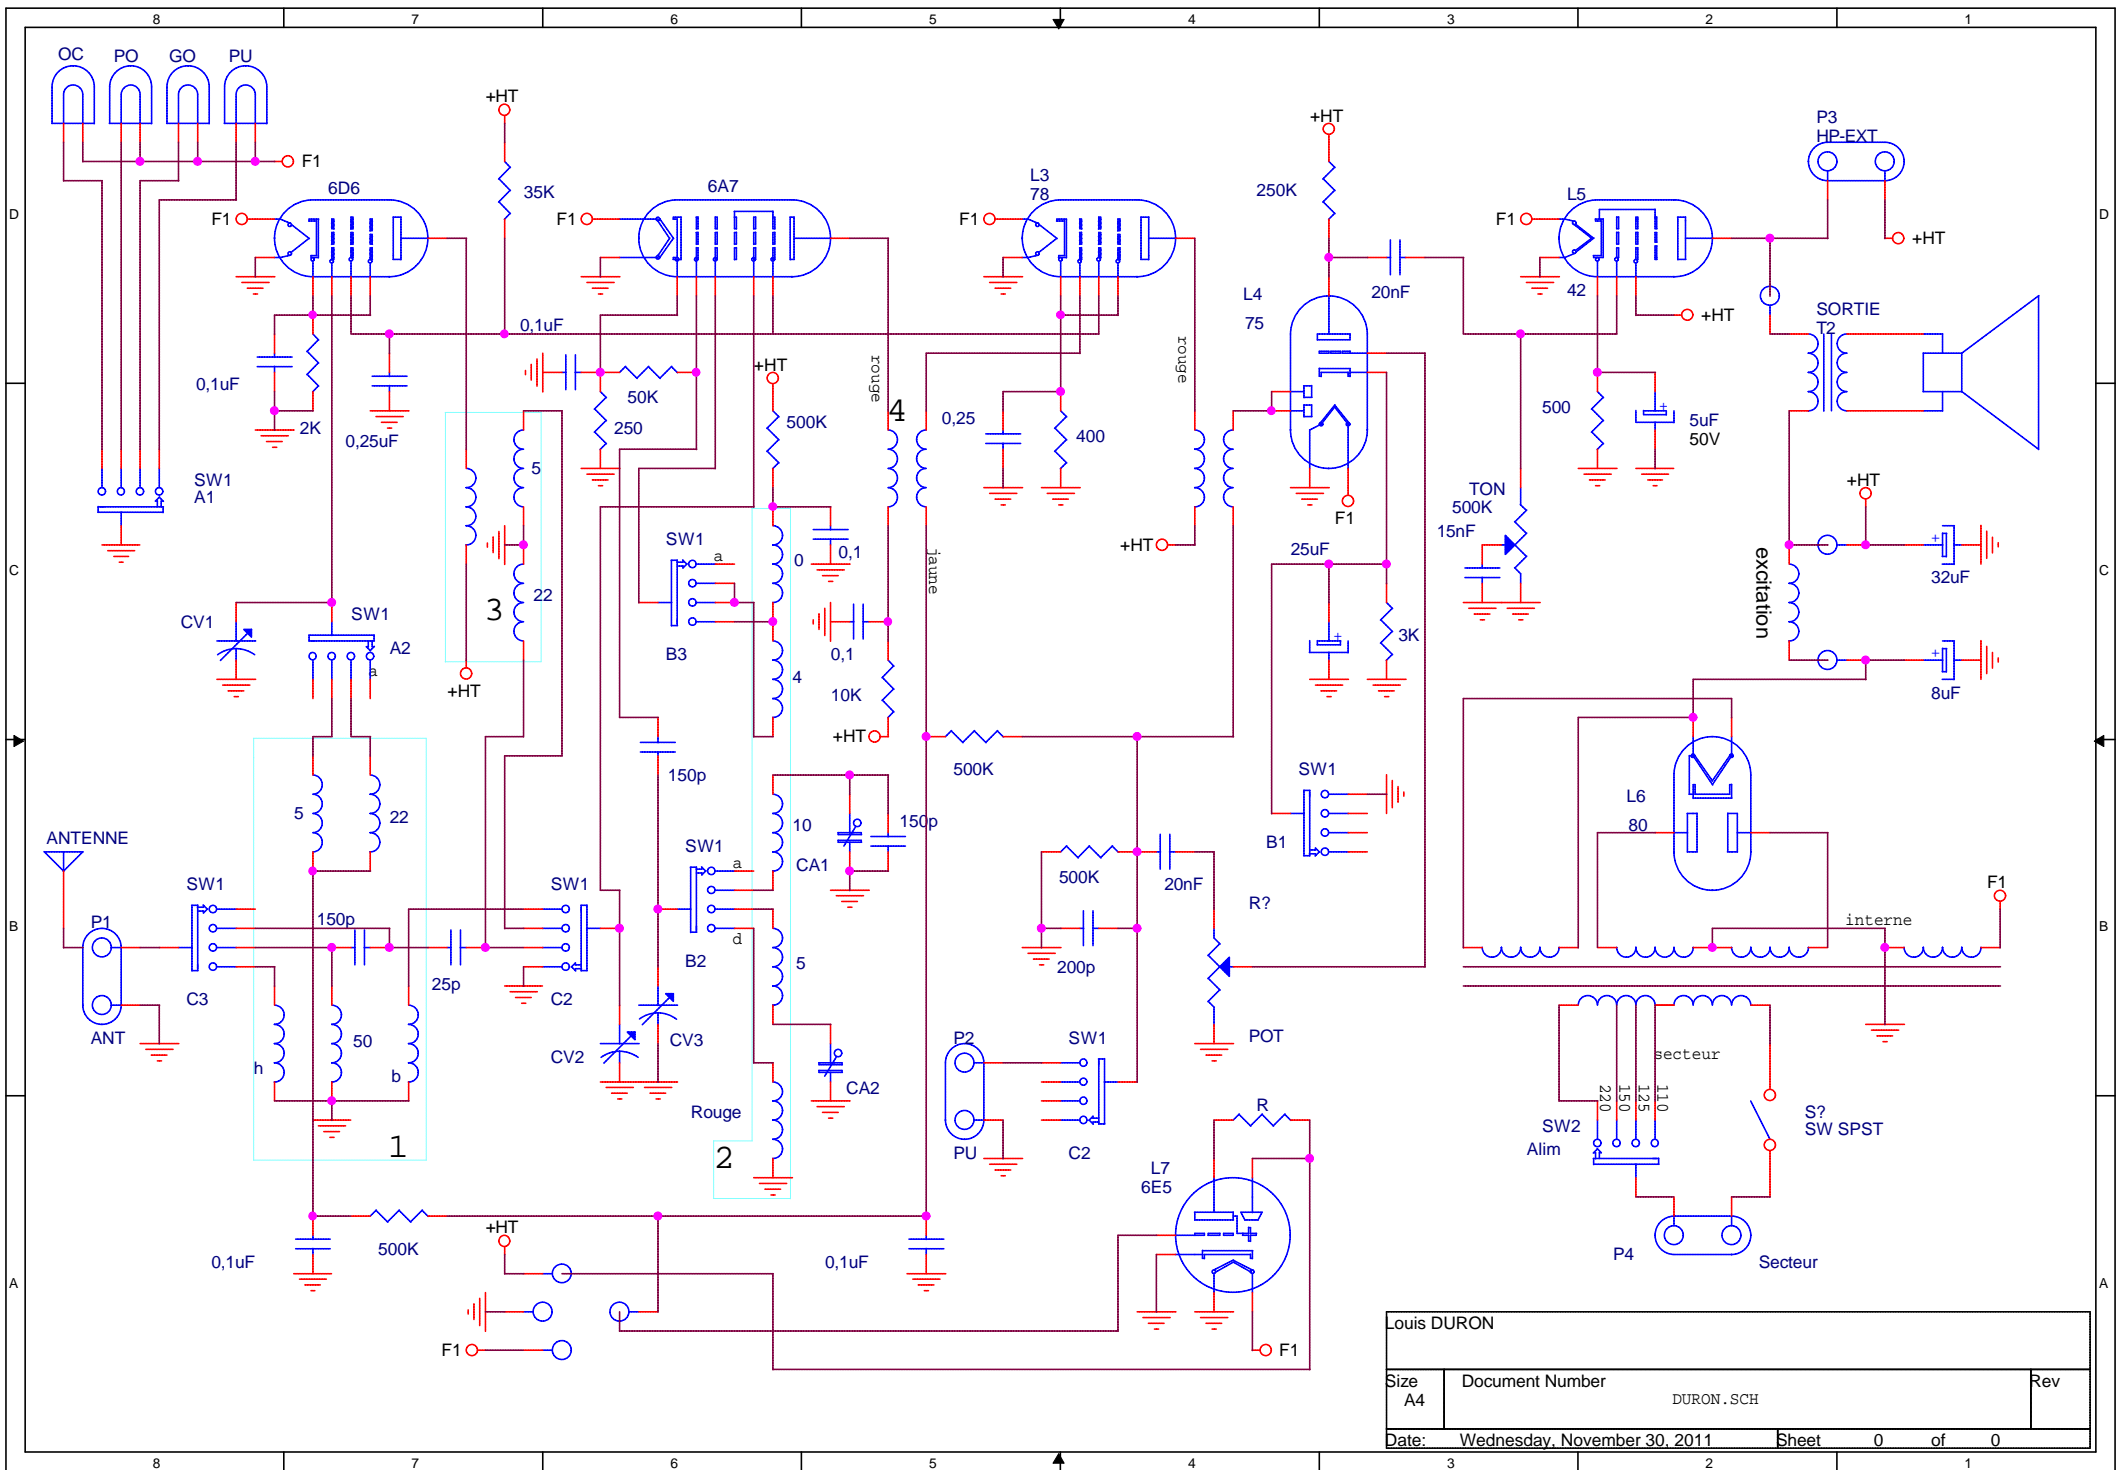 8 7 6 5 4 3 2 1
OC PO GO PU
+HT
+HT
P3
HP-EXT
F1
6D6
35K
6A7
L3
78
250K
L5
D
D
F1
F1
F1
F1
+HT
20nF
42
L4
75
+HT
SORTIE
T2
0,1uF
0,1uF
2K
0,25uF
50K
250
+HT
500K
rouge
4
0,25
400
rouge
500
5uF
50V
SW1
A1
5
22
3
+HT
SW1
a
B3
0
0,1
4
0,1
10K
+HT
jaune
+HT
F1
25uF
3K
TON
500K
15nF
+HT
32uF
excitation
8uF
C
C
CV1
SW1
A2
a
150p
500K
SW1
B1
L6
80
5
22
10
CA1
150p
ANTENNE
SW1
P1
150p
25p
C3
ANT
h
50
b
1
SW1
C2
SW1
a
d
B2
5
CV2
CV3
CA2
Rouge
2
500K
20nF
200p
R?
POT
F1
interne
B
B
P2
PU
SW1
C2
secteur
220
150
125
110
SW2
Alim
S?
SW SPST
R
L7
6E5
P4
Secteur
0,1uF
500K
+HT
0,1uF
F1
F1
A
A
Louis DURON
Size
A4
Document Number
DURON.SCH
Rev
Date: Wednesday, November 30, 2011 Sheet 0 of 0
8 7 6 5 4 3 2 1